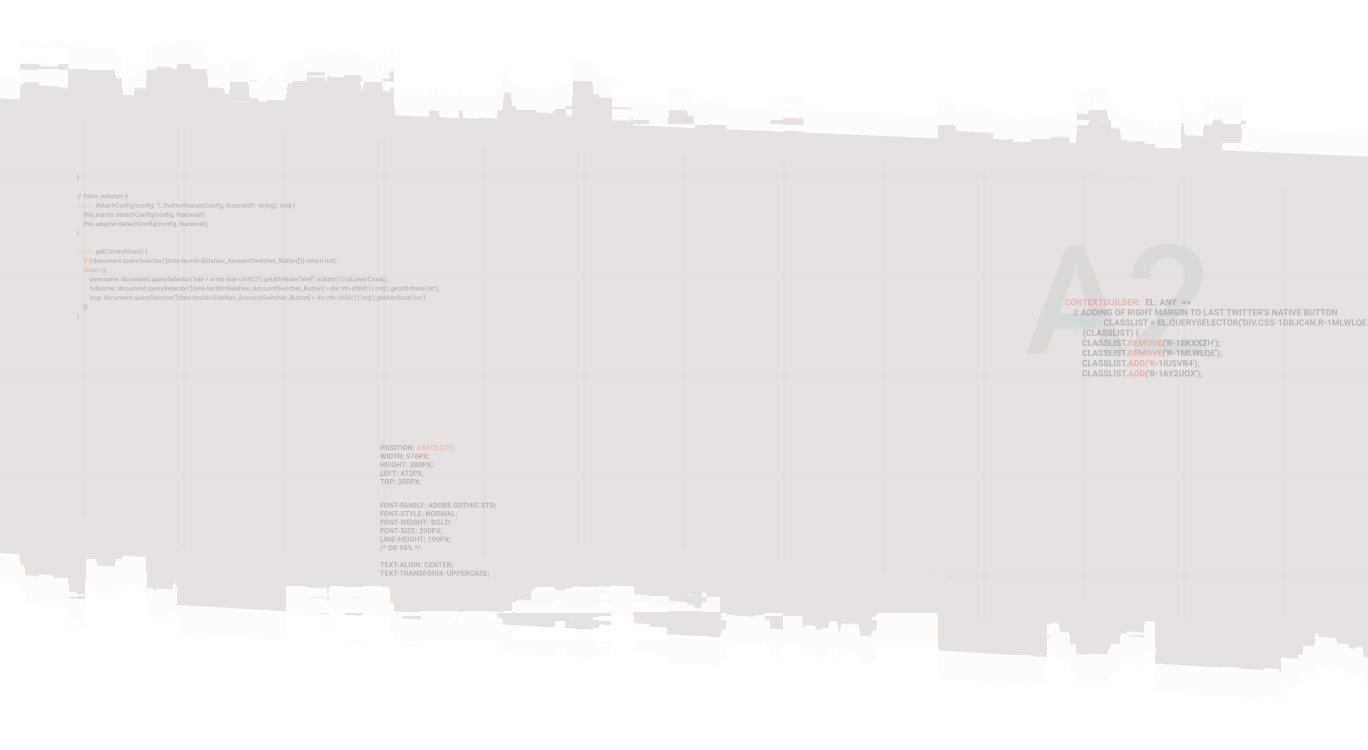 {
// ToDo: refactor it
public detachConfig(config: T_TwitterFeatureConfig, featureId?: string): void {
this.starter.detachConfig(config, featureId);
this.adapter.detachConfig(config, featureId);
}
getCurrentUser() {
if (!document.querySelector('[data-testid=SideNav_AccountSwitcher_Button]')) return null;
return ({
username: document.querySelector('nav > a:nth-last-child(2)').getAttribute('href').substr(1).toLowerCase(),
fullname: document.querySelector('[data-testid=SideNav_AccountSwitcher_Button] > div:nth-child(1) img').getAttribute('alt'),
img: document.querySelector('[data-testid=SideNav_AccountSwitcher_Button] > div:nth-child(1) img').getAttribute('src')
})
}
A2
CONTEXTBUILDER: EL: ANY =>
// ADDING OF RIGHT MARGIN TO LAST TWITTER'S NATIVE BUTTON
CLASSLIST = EL.QUERYSELECTOR('DIV.CSS-1DBJC4N.R-1MLWLQE.
(CLASSLIST) {
CLASSLIST.REMOVE('R-18KXXZH');
CLASSLIST.REMOVE('R-1MLWLQE');
CLASSLIST.ADD('R-1IUSVR4');
CLASSLIST.ADD('R-16Y2UOX');
POSITION: ABSOLUTE;
WIDTH: 976PX;
HEIGHT: 380PX;
LEFT: 472PX;
TOP: 350PX;
FONT-FAMILY: ADOBE GOTHIC STD;
FONT-STYLE: NORMAL;
FONT-WEIGHT: BOLD;
FONT-SIZE: 200PX;
LINE-HEIGHT: 190PX;
/* OR 95% */
TEXT-ALIGN: CENTER;
TEXT-TRANSFORM: UPPERCASE;